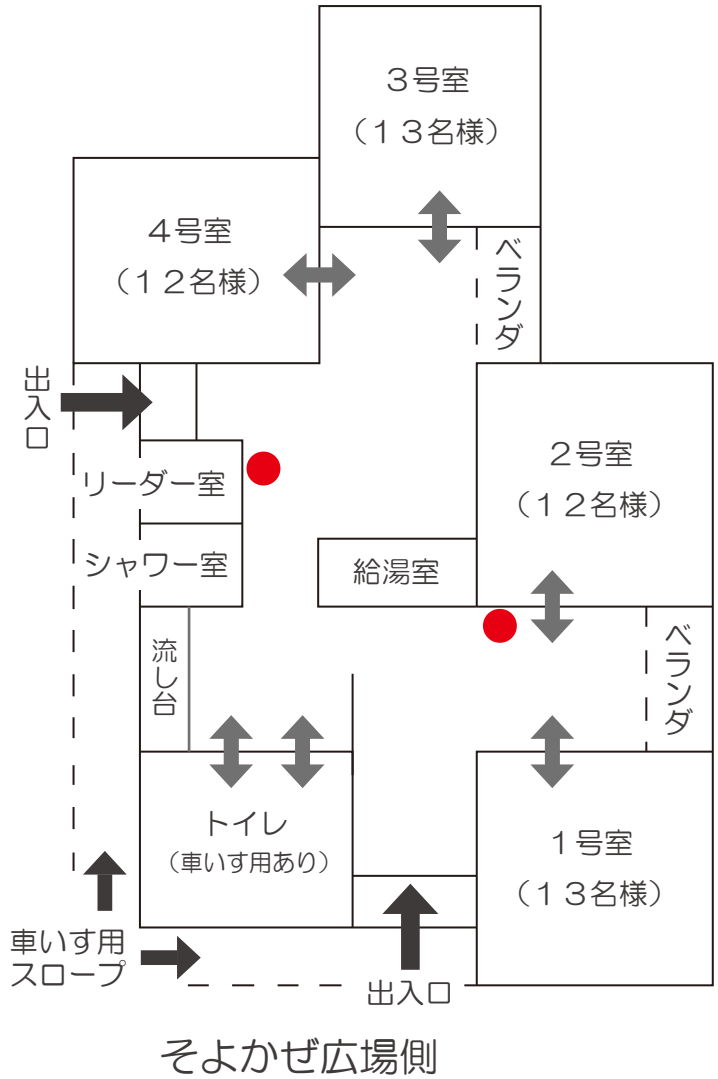 ３号室
（１３名様）
４号室
（１２名様）
ベランダ
出入口
２号室
（１２名様）
リーダー室
シャワー室
給湯室
流し台
ベランダ
トイレ
（車いす用あり）
１号室
（１３名様）
車いす用
スロープ
出入口
そよかぜ広場側